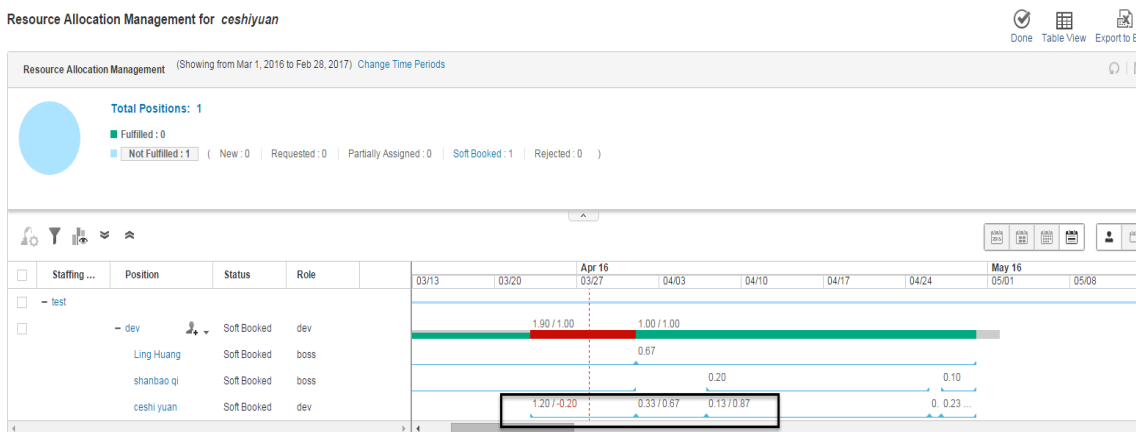 Resource Allocation Management for ceshiyuan
Done Table View Export to E
Resource Allocation Management (Showing from Mar 1, 2016 to Feb 28, 2017) Change Time Periods
Total Positions: 1
Fulfilled : 0
Not Fulfilled : 1 ( New : 0 | Requested : 0 | Partially Assigned : 0 | Soft Booked : 1 | Rejected : 0 )
Staffing ... Position Status Role
Apr 16 May 16
03/13 03/20 03/27 04/03 04/10 04/17 04/24 05/01 05/08
− test
− dev Soft Booked dev 1.90 / 1.00 1.00 / 1.00
Ling Huang Soft Booked boss 0.67
shanbao qi Soft Booked boss 0.20 0.10
ceshi yuan Soft Booked dev 1.20 / -0.20 0.33 / 0.67 0.13 / 0.87 0. 0.23 ...